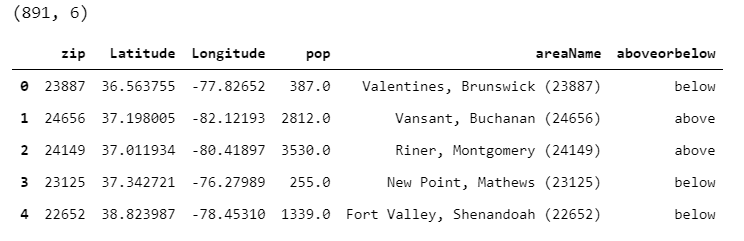 (891, 6)
zip Latitude Longitude pop areaName aboveorbelow
0 23887 36.563755 -77.82652 387.0 Valentines, Brunswick (23887) below
1 24656 37.198005 -82.12193 2812.0 Vansant, Buchanan (24656) above
2 24149 37.011934 -80.41897 3530.0 Riner, Montgomery (24149) above
3 23125 37.342721 -76.27989 255.0 New Point, Mathews (23125) below
4 22652 38.823987 -78.45310 1339.0 Fort Valley, Shenandoah (22652) below